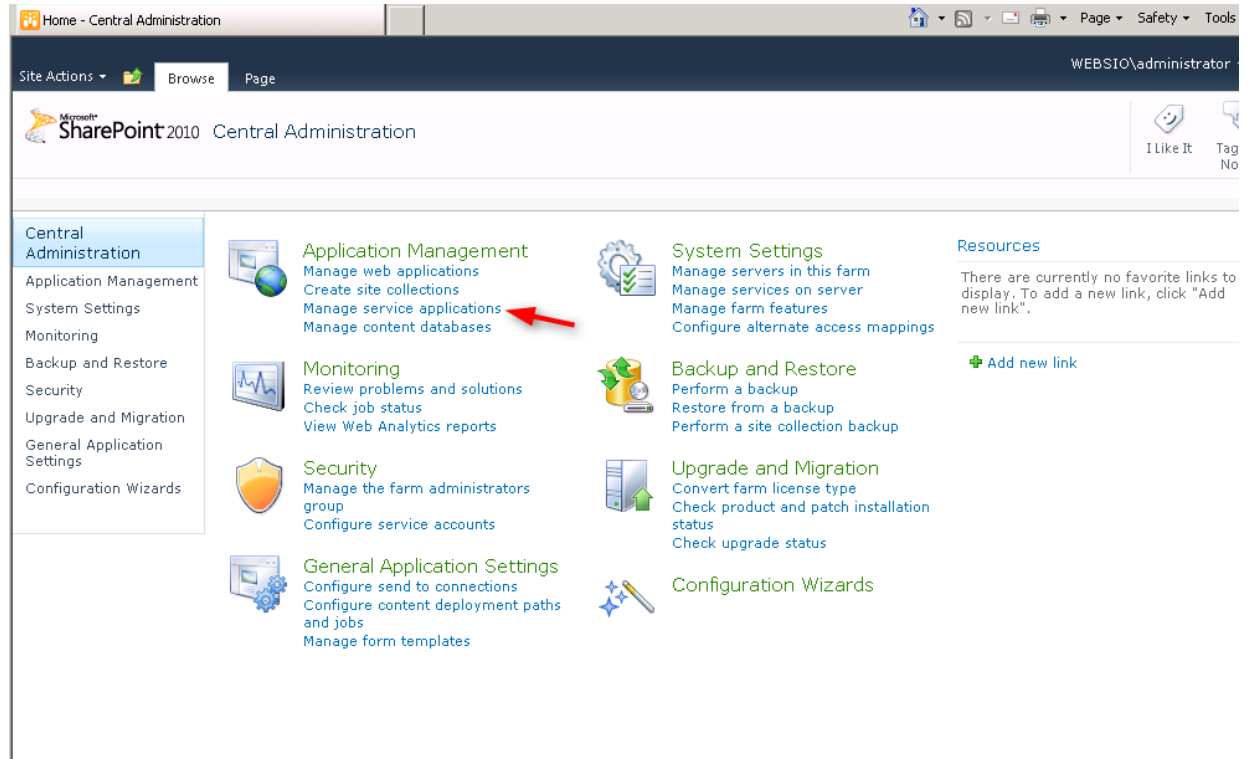 Home - Central Administration
Page
Safety
Tools
WEBSIO\administrator
Site Actions
Browse
Page
Microsoft
SharePoint 2010 Central Administration
I Like It
Tag
No
Central
Administration
Application Management
System Settings
Monitoring
Backup and Restore
Security
Upgrade and Migration
General Application
Settings
Configuration Wizards
Application Management
Manage web applications
Create site collections
Manage service applications
Manage content databases
Monitoring
Review problems and solutions
Check job status
View Web Analytics reports
Security
Manage the farm administrators
group
Configure service accounts
General Application Settings
Configure send to connections
Configure content deployment paths
and jobs
Manage form templates
System Settings
Manage servers in this farm
Manage services on server
Manage farm features
Configure alternate access mappings
Backup and Restore
Perform a backup
Restore from a backup
Perform a site collection backup
Upgrade and Migration
Convert farm license type
Check product and patch installation
status
Check upgrade status
Configuration Wizards
Resources
There are currently no favorite links to
display. To add a new link, click "Add
new link".
Add new link